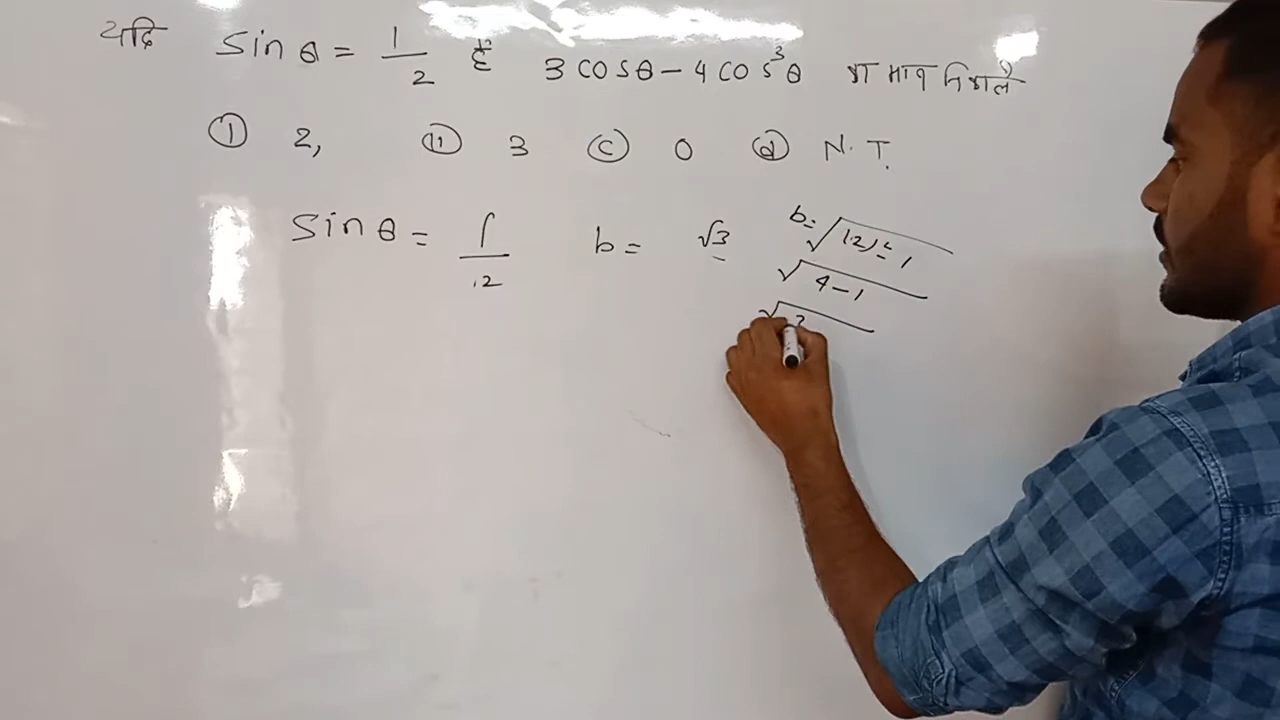 यदि sin θ = 1/2 है 3 cosθ - 4 cos³θ का मान निकाले
① 2, ⑪ 3 ⓒ 0 ⓓ N.T.
sin θ = 1/2 b = √3 b = √(2)² - 1
√4 - 1
√3